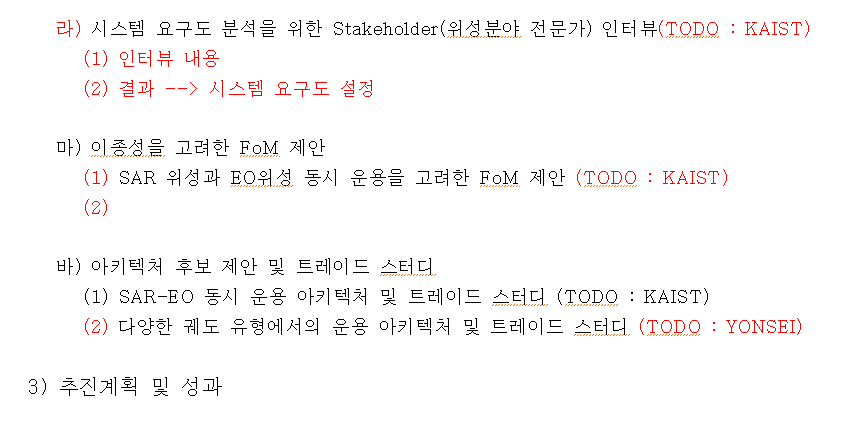 라) 시스템 요구도 분석을 위한 Stakeholder(위성분야 전문가) 인터뷰(TODO : KAIST)
(1) 인터뷰 내용
(2) 결과 --> 시스템 요구도 설정
마) 이종성을 고려한 FoM 제안
(1) SAR 위성과 EO위성 동시 운용을 고려한 FoM 제안 (TODO : KAIST)
(2)
바) 아키텍처 후보 제안 및 트레이드 스터디
(1) SAR-EO 동시 운용 아키텍처 및 트레이드 스터디 (TODO : KAIST)
(2) 다양한 궤도 유형에서의 운용 아키텍처 및 트레이드 스터디 (TODO : YONSEI)
3) 추진계획 및 성과